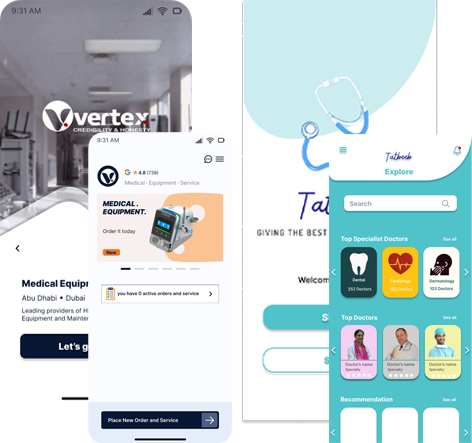 9:31 AM
vertex
CREDIBILITY & HONESTY
Medical Equip
Abu Dhabi • Dubai
Leading providers of H
Equipment and Mainte
Let's g
9:31 AM
4.8 (739)
Medical · Equipment · Service
MEDICAL .
EQUIPMENT.
Order it today
Now
you have 0 active orders and service
Place New Order and Service
Tat
GIVING THE BEST
Welcom
S
S
Tatbeeb
Explore
Search
Top Specialist Doctors
See all
Dental
252 Doctors
Cardiology
Dermatology
103 Doctors
Top Doctors
See all
Doctor's name
Specialty
Doctor's name
Specialty
Doctor's name
Specialty
Recommendation
See all